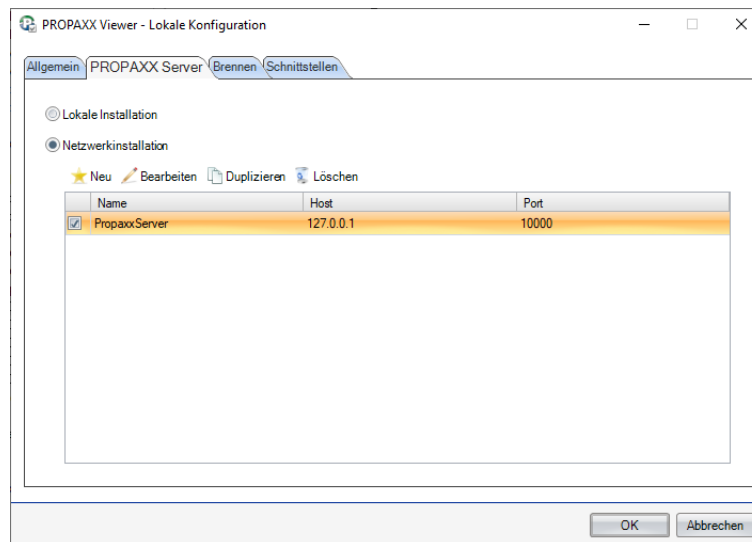 PROPAXX Viewer - Lokale Konfiguration
Allgemein PROPAXX Server Brennen Schnittstellen
Lokale Installation
Netzwerkinstallation
Neu Bearbeiten Duplizieren Löschen
Name Host Port
PropaxxServer 127.0.0.1 10000
OK Abbrechen